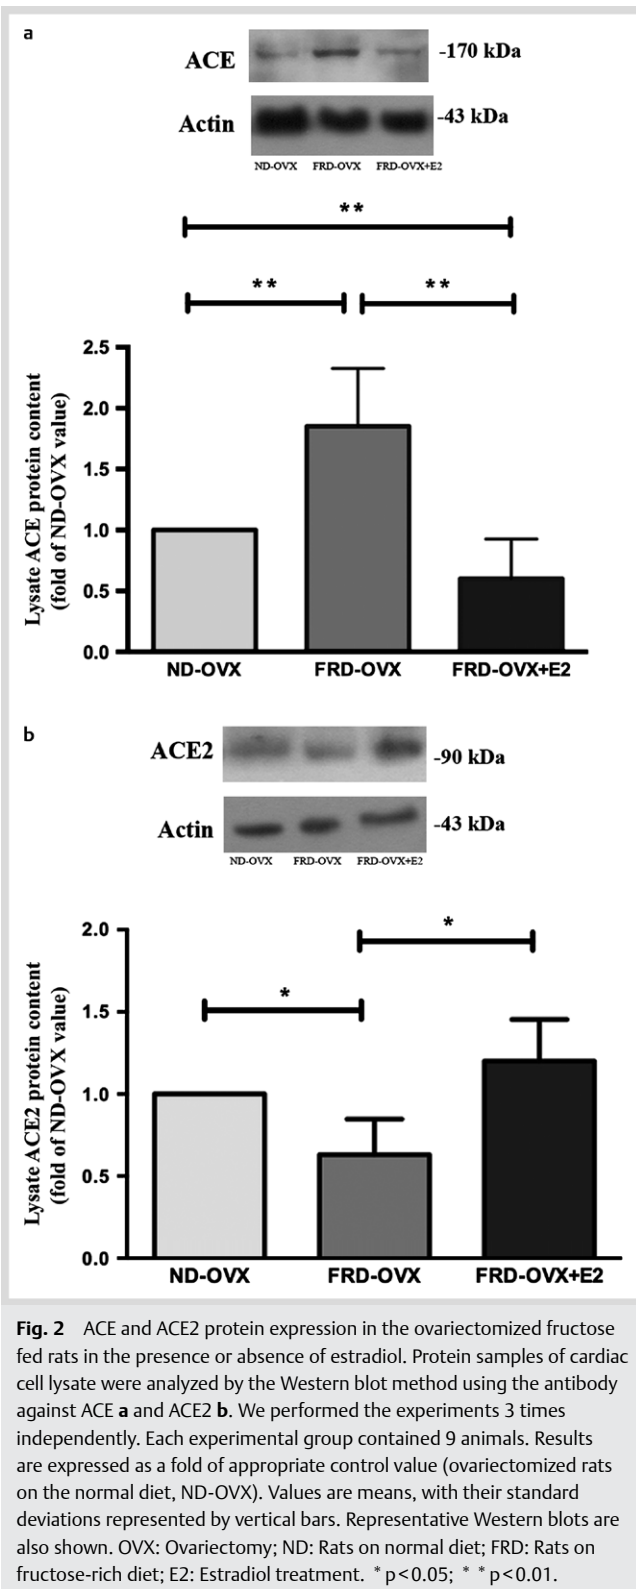 a
ACE
-170 kDa
Actin
-43 kDa
ND-OVX FRD-OVX FRD-OVX+E2
**
** **
2.5
2.0
1.5
1.0
0.5
0.0
Lysate ACE protein content
(fold of ND-OVX value)
ND-OVX FRD-OVX FRD-OVX+E2
b
ACE2
-90 kDa
Actin
-43 kDa
ND-OVX FRD-OVX FRD-OVX+E2
*
*
2.0
1.5
1.0
0.5
0.0
Lysate ACE2 protein content
(fold of ND-OVX value)
ND-OVX FRD-OVX FRD-OVX+E2
Fig. 2 ACE and ACE2 protein expression in the ovariectomized fructose
fed rats in the presence or absence of estradiol. Protein samples of cardiac
cell lysate were analyzed by the Western blot method using the antibody
against ACE a and ACE2 b. We performed the experiments 3 times
independently. Each experimental group contained 9 animals. Results
are expressed as a fold of appropriate control value (ovariectomized rats
on the normal diet, ND-OVX). Values are means, with their standard
deviations represented by vertical bars. Representative Western blots are
also shown. OVX: Ovariectomy; ND: Rats on normal diet; FRD: Rats on
fructose-rich diet; E2: Estradiol treatment. * p<0.05; * * p<0.01.